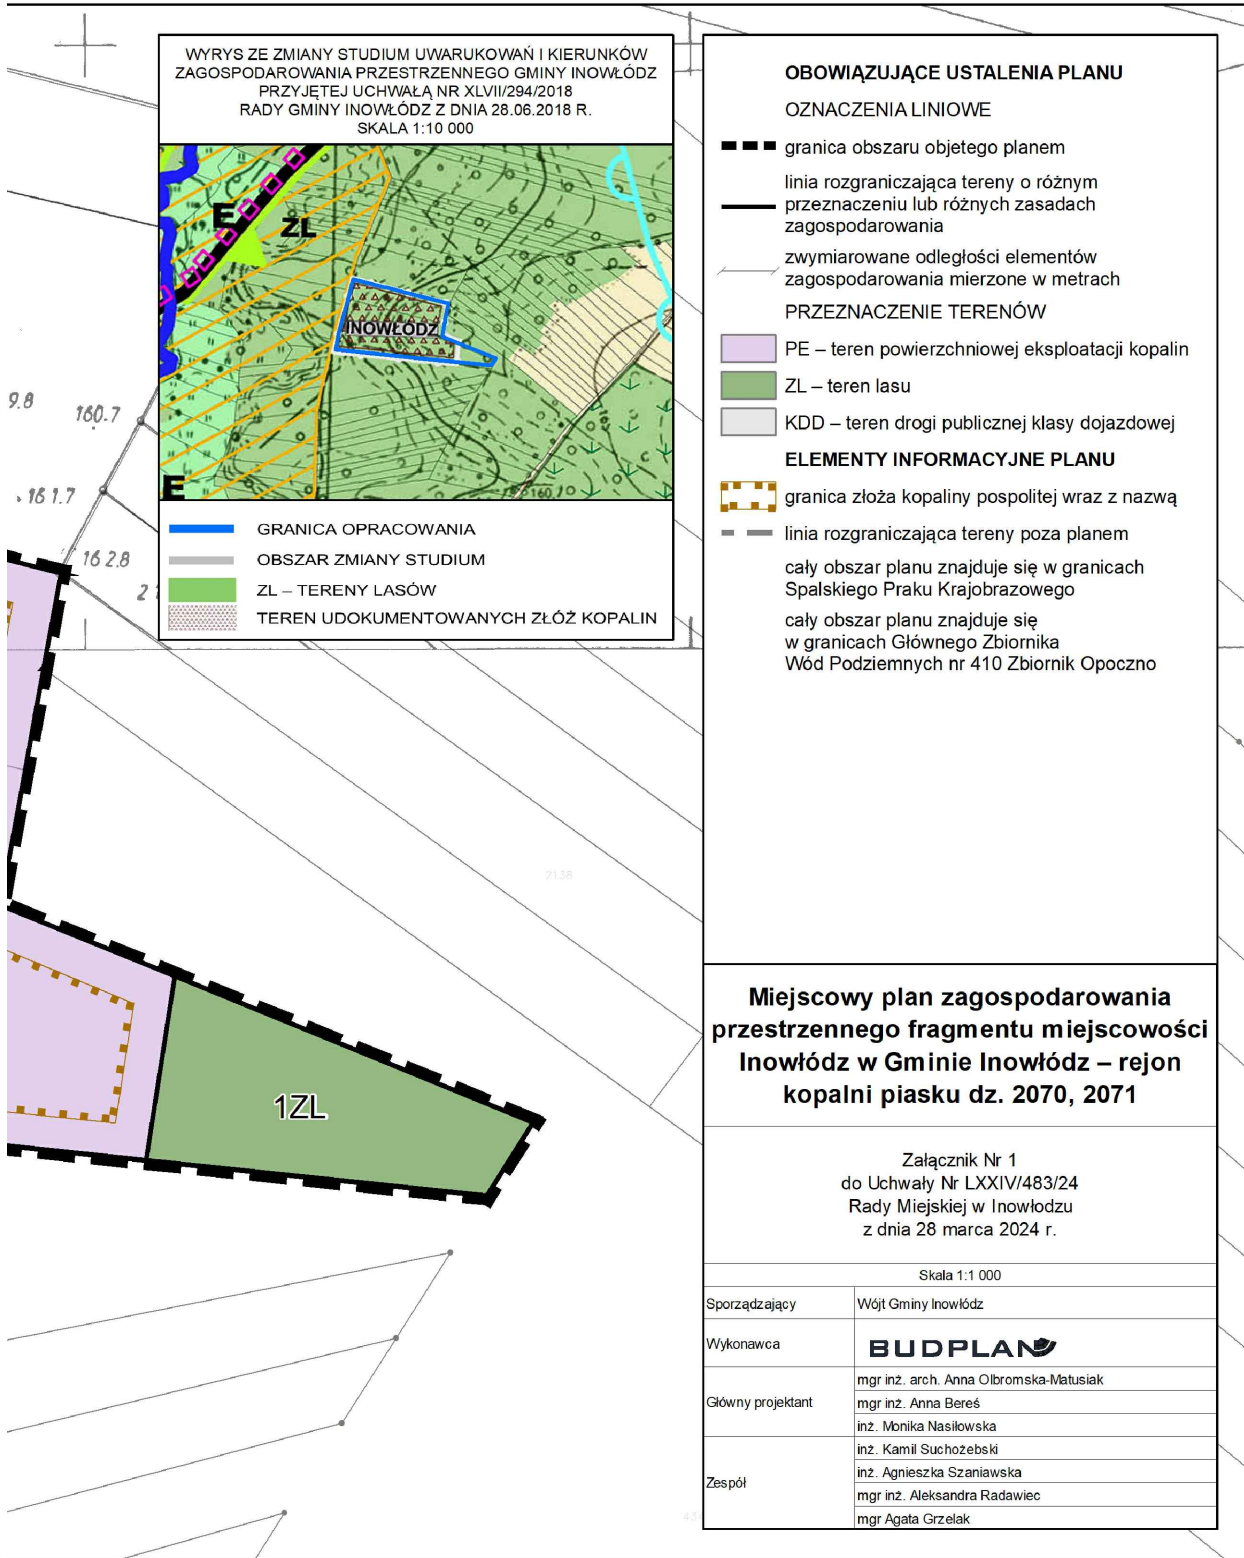 WYRYS ZE ZMIANY STUDIUM UWARUKOWAŃ I KIERUNKÓW
ZAGOSPODAROWANIA PRZESTRZENNEGO GMINY INOWŁÓDZ
PRZYJĘTEJ UCHWAŁĄ NR XLVII/294/2018
RADY GMINY INOWŁÓDZ Z DNIA 28.06.2018 R.
SKALA 1:10 000
E
ZL
INOWŁÓDZ
E
160.7
GRANICA OPRACOWANIA
OBSZAR ZMIANY STUDIUM
ZL – TERENY LASÓW
TEREN UDOKUMENTOWANYCH ZŁÓŻ KOPALIN
9.8
160.7
161.7
162.8
2138
1ZL
OBOWIĄZUJĄCE USTALENIA PLANU
OZNACZENIA LINIOWE
granica obszaru objetego planem
linia rozgraniczająca tereny o różnym
przeznaczeniu lub różnych zasadach
zagospodarowania
zwymiarowane odległości elementów
zagospodarowania mierzone w metrach
PRZEZNACZENIE TERENÓW
PE – teren powierzchniowej eksploatacji kopalin
ZL – teren lasu
KDD – teren drogi publicznej klasy dojazdowej
ELEMENTY INFORMACYJNE PLANU
granica złoża kopaliny pospolitej wraz z nazwą
linia rozgraniczająca tereny poza planem
cały obszar planu znajduje się w granicach
Spalskiego Praku Krajobrazowego
cały obszar planu znajduje się
w granicach Głównego Zbiornika
Wód Podziemnych nr 410 Zbiornik Opoczno
Miejscowy plan zagospodarowania
przestrzennego fragmentu miejscowości
Inowłódz w Gminie Inowłódz – rejon
kopalni piasku dz. 2070, 2071
Załącznik Nr 1
do Uchwały Nr LXXIV/483/24
Rady Miejskiej w Inowłodzu
z dnia 28 marca 2024 r.
Skala 1:1 000
Sporządzający Wójt Gminy Inowłódz
Wykonawca BUDPLAN
Główny projektant
mgr inż. arch. Anna Olbromska-Matusiak
mgr inż. Anna Bereś
inż. Monika Nasiłowska
Zespół
inż. Kamil Suchożebski
inż. Agnieszka Szaniawska
mgr inż. Aleksandra Radawiec
mgr Agata Grzelak